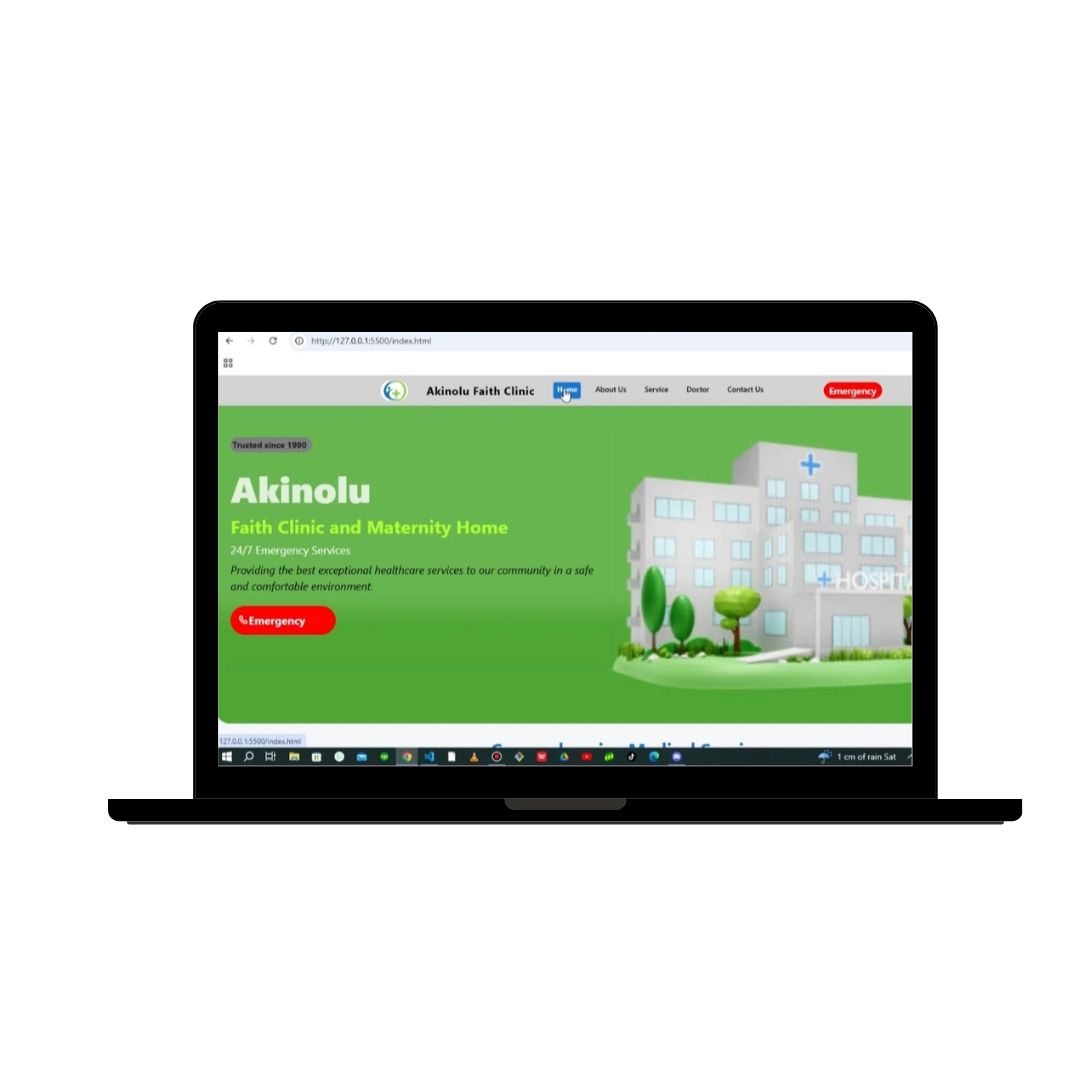 http://127.0.0.1:5500/index.html
Akinolu Faith Clinic
Home
About Us
Service
Doctor
Contact Us
Emergency
Trusted since 1990
Akinolu
Faith Clinic and Maternity Home
24/7 Emergency Services
Providing the best exceptional healthcare services to our community in a safe
and comfortable environment.
Emergency
127.0.0.1:5500/index.html
1 cm of rain Sat